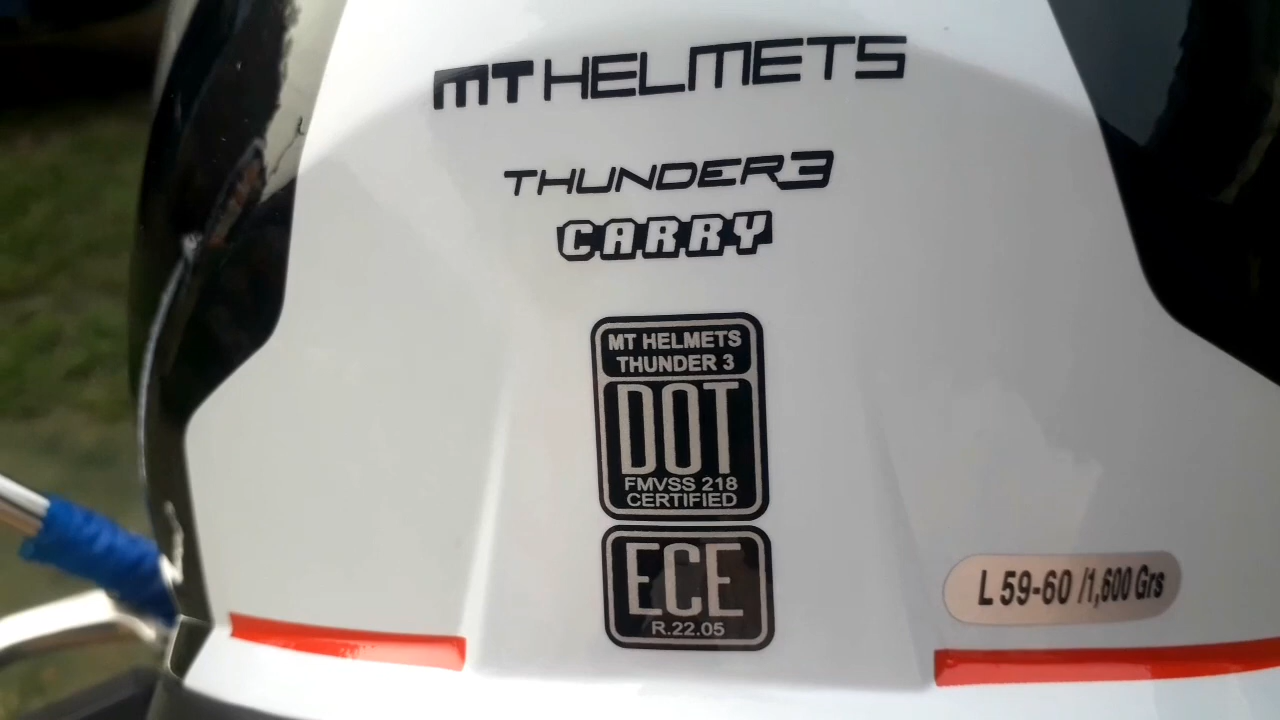 MT HELMETS
THUNDER3
CARRY
MT HELMETS
THUNDER 3
DOT
FMVSS 218
CERTIFIED
ECE
R.22.05
L 59-60 /1,600 Grs